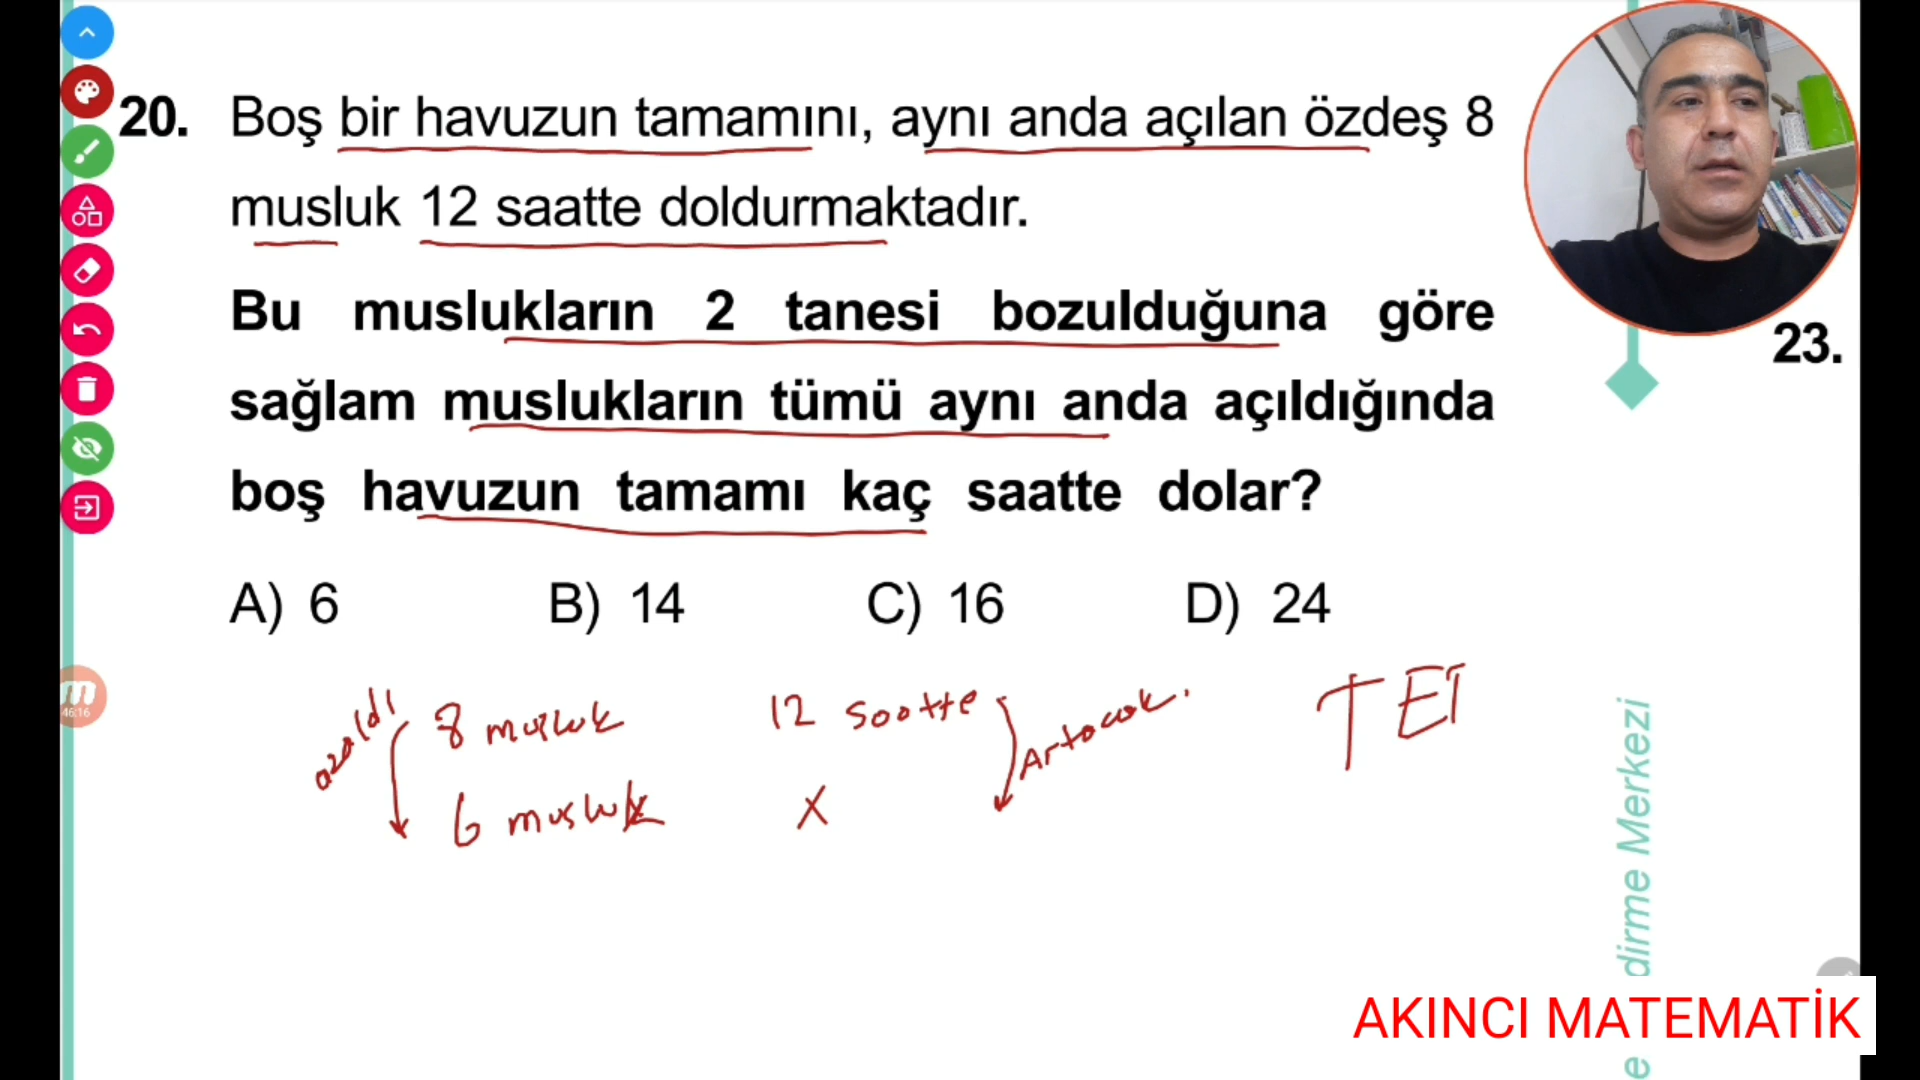 20. Boş bir havuzun tamamını, aynı anda açılan özdeş 8
musluk 12 saatte doldurmaktadır.
Bu muslukların 2 tanesi bozulduğuna göre
sağlam muslukların tümü aynı anda açıldığında
boş havuzun tamamı kaç saatte dolar?
A) 6 B) 14 C) 16 D) 24
azaldı 8 musluk 12 saatte Artacak.
6 musluk X
TEİ
23.
dirme Merkezi
e
m
46:16
AKINCI MATEMATİK